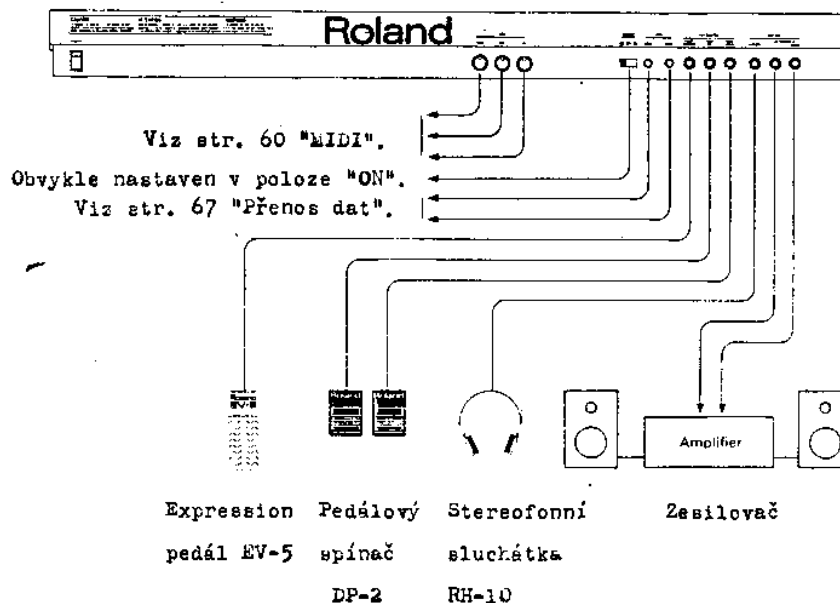 Roland
Viz str. 60 "MIDI".
Obvykle nastaven v poloze "ON".
Viz str. 67 "Přenos dat".
Amplifier
Expression Pedálový Stereofonní Zesilovač
pedál EV-5 spínač sluchátka
DP-2 RH-10